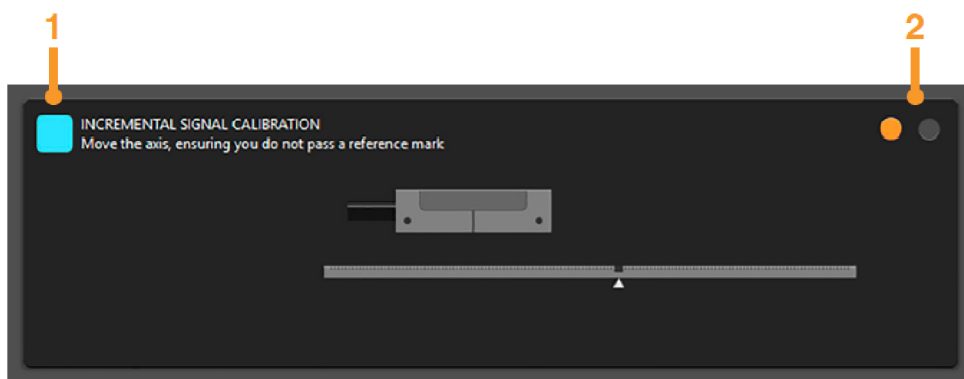 1
2
INCREMENTAL SIGNAL CALIBRATION
Move the axis, ensuring you do not pass a reference mark